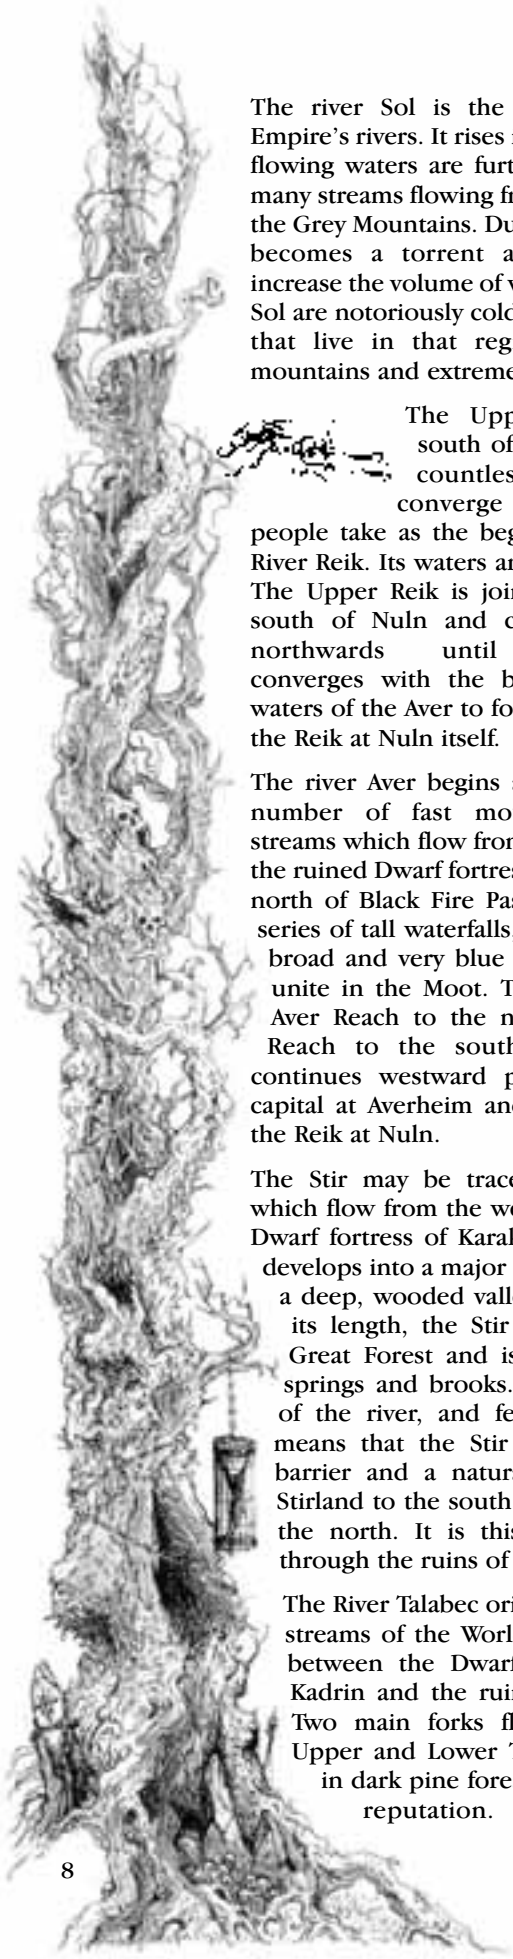 The river Sol is the
Empire's rivers. It rises
flowing waters are furt
many streams flowing fr
the Grey Mountains. Du
becomes a torrent a
increase the volume of v
Sol are notoriously cold
that live in that reg
mountains and extreme
The Upp
south of
countles
converge
people take as the beg
River Reik. Its waters ar
The Upper Reik is join
south of Nuln and c
northwards until
converges with the b
waters of the Aver to fo
the Reik at Nuln itself.
The river Aver begins
number of fast mo
streams which flow from
the ruined Dwarf fortres
north of Black Fire Pas
series of tall waterfalls.
broad and very blue
unite in the Moot. T
Aver Reach to the n
Reach to the south
continues westward p
capital at Averheim and
the Reik at Nuln.
The Stir may be trace
which flow from the we
Dwarf fortress of Karak
develops into a major
a deep, wooded valle
its length, the Stir
Great Forest and is
springs and brooks.
of the river, and fe
means that the Stir
barrier and a natura
Stirland to the south
the north. It is this
through the ruins of
The River Talabec ori
streams of the Worl
between the Dwarf
Kadrin and the ruin
Two main forks fl
Upper and Lower T
in dark pine fore
reputation.
8